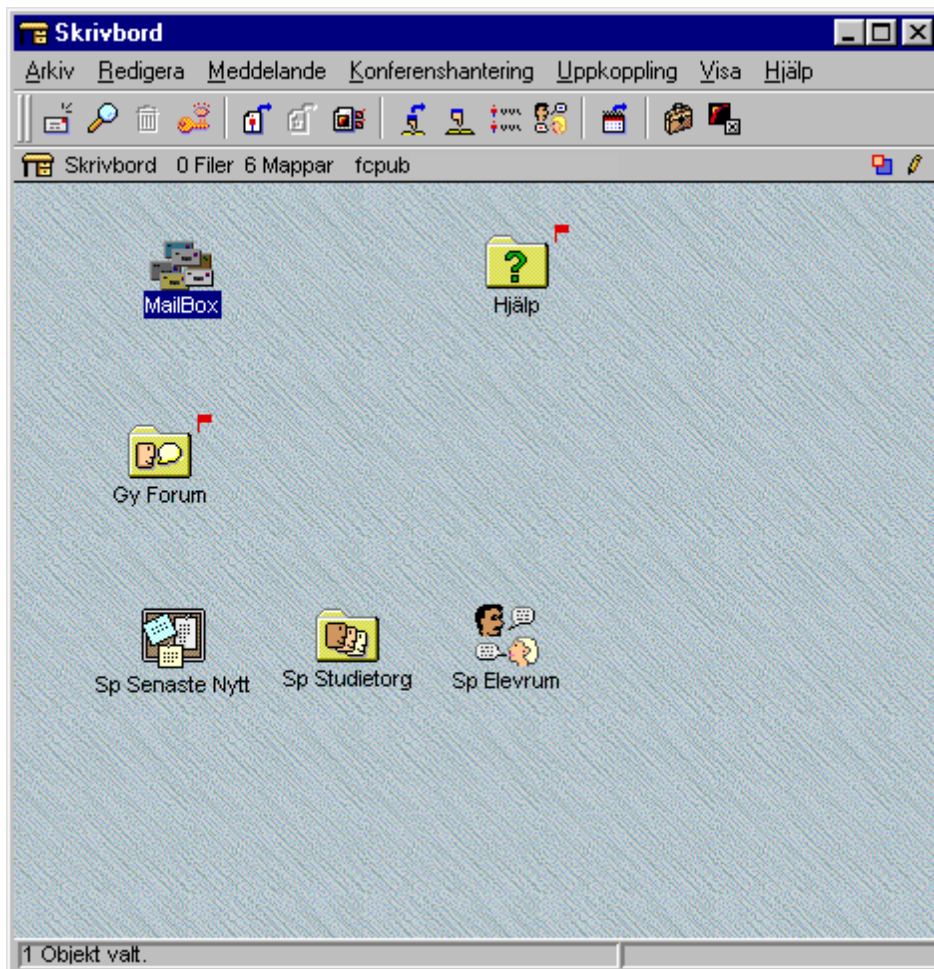 Skrivbord
Arkiv Redigera Meddelande Konferenshantering Uppkoppling Visa Hjälp
Skrivbord 0 Filer 6 Mappar fcpub
MailBox Hjälp
Gy Forum
Sp Senaste Nytt Sp Studietorg Sp Elevrum
1 Objekt valt.